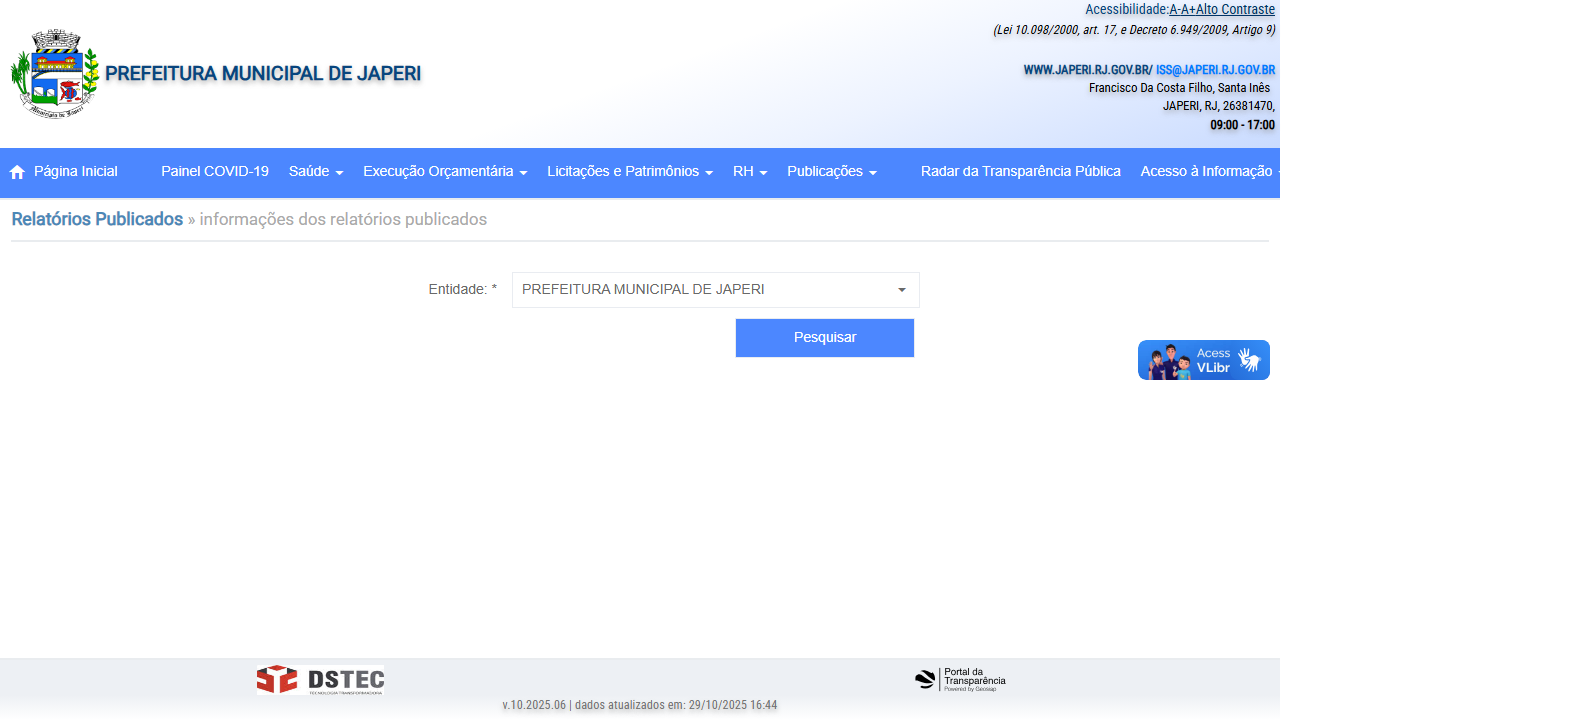 Acessibilidade:A-A+Alto Contraste
(Lei 10.098/2000, art. 17, e Decreto 6.949/2009, Artigo 9)
PREFEITURA MUNICIPAL DE JAPERI
WWW.JAPERI.RJ.GOV.BR/ ISS@JAPERI.RJ.GOV.BR
Francisco Da Costa Filho, Santa Inês
JAPERI, RJ, 26381470,
09:00 - 17:00
Página Inicial Painel COVID-19 Saúde Execução Orçamentária Licitações e Patrimônios RH Publicações Radar da Transparência Pública Acesso à Informação
Relatórios Publicados » informações dos relatórios publicados
Entidade: * PREFEITURA MUNICIPAL DE JAPERI
Pesquisar
Acess
VLibr
DSTEC
TECNOLOGIA TRANSFORMADORA
Portal da
Transparência
Powered by Geosiap
v.10.2025.06 | dados atualizados em: 29/10/2025 16:44